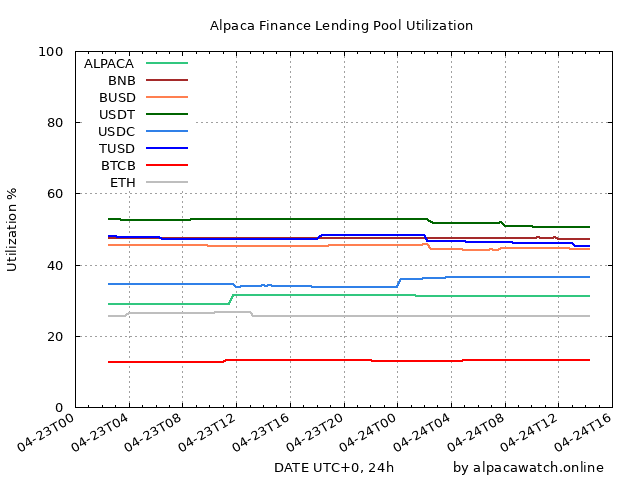 Alpaca Finance Lending Pool Utilization
100
80
60
40
20
0
Utilization %
ALPACA
BNB
BUSD
USDT
USDC
TUSD
BTCB
ETH
04-23T00
04-23T04
04-23T08
04-23T12
04-23T16
04-23T20
04-24T00
04-24T04
04-24T08
04-24T12
04-24T16
DATE UTC+0, 24h
by alpacawatch.online